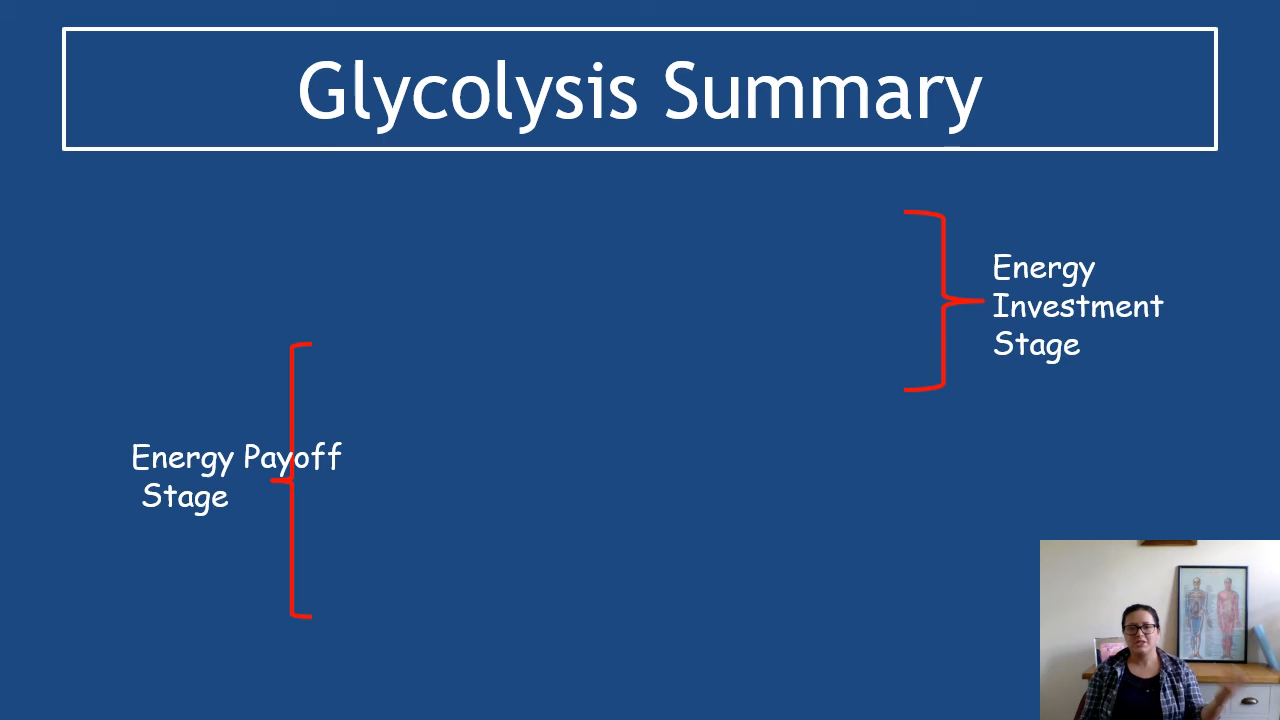 Glycolysis Summary
Energy
Investment
Stage
Energy Payoff
Stage